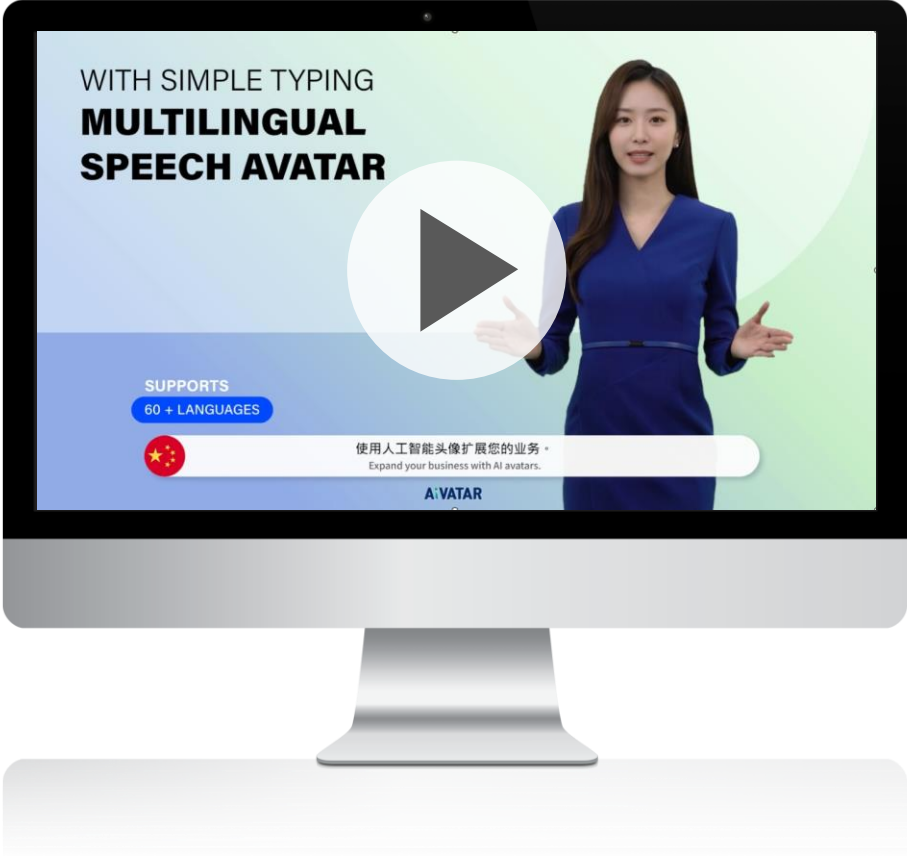 WITH SIMPLE TYPING
MULTILINGUAL
SPEECH AVATAR
SUPPORTS
60 + LANGUAGES
使用人工智能头像扩展您的业务。
Expand your business with AI avatars.
AiVATAR